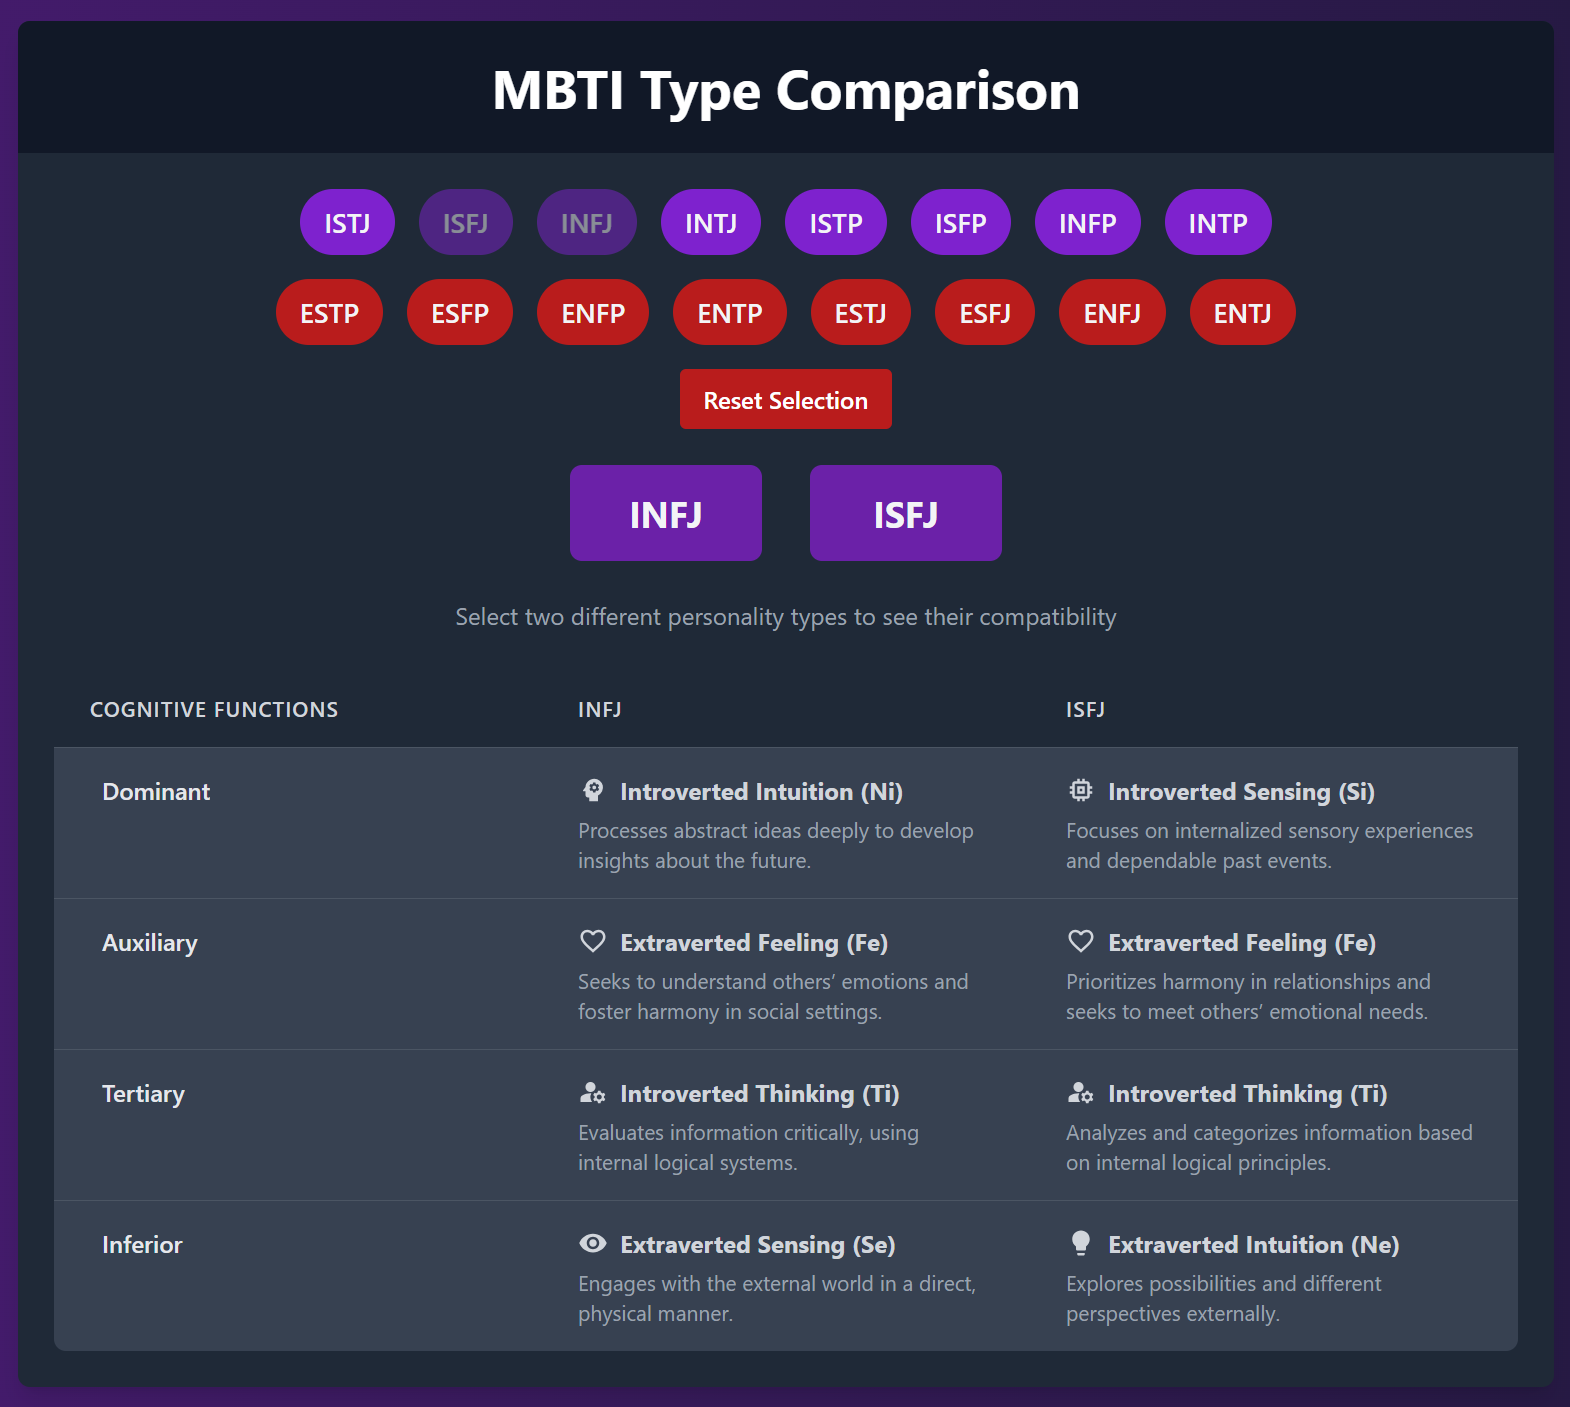 MBTI Type Comparison
ISTJ ISFJ INFJ INTJ ISTP ISFP INFP INTP
ESTP ESFP ENFP ENTP ESTJ ESFJ ENFJ ENTJ
Reset Selection
INFJ ISFJ
Select two different personality types to see their compatibility
COGNITIVE FUNCTIONS INFJ ISFJ
Dominant
Introverted Intuition (Ni)
Processes abstract ideas deeply to develop
insights about the future.
Introverted Sensing (Si)
Focuses on internalized sensory experiences
and dependable past events.
Auxiliary
Extraverted Feeling (Fe)
Seeks to understand others’ emotions and
foster harmony in social settings.
Extraverted Feeling (Fe)
Prioritizes harmony in relationships and
seeks to meet others’ emotional needs.
Tertiary
Introverted Thinking (Ti)
Evaluates information critically, using
internal logical systems.
Introverted Thinking (Ti)
Analyzes and categorizes information based
on internal logical principles.
Inferior
Extraverted Sensing (Se)
Engages with the external world in a direct,
physical manner.
Extraverted Intuition (Ne)
Explores possibilities and different
perspectives externally.